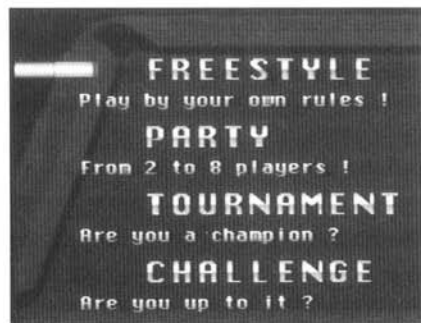 FREESTYLE
Play by your own rules !
PARTY
From 2 to 8 players !
TOURNAMENT
Are you a champion ?
CHALLENGE
Are you up to it ?